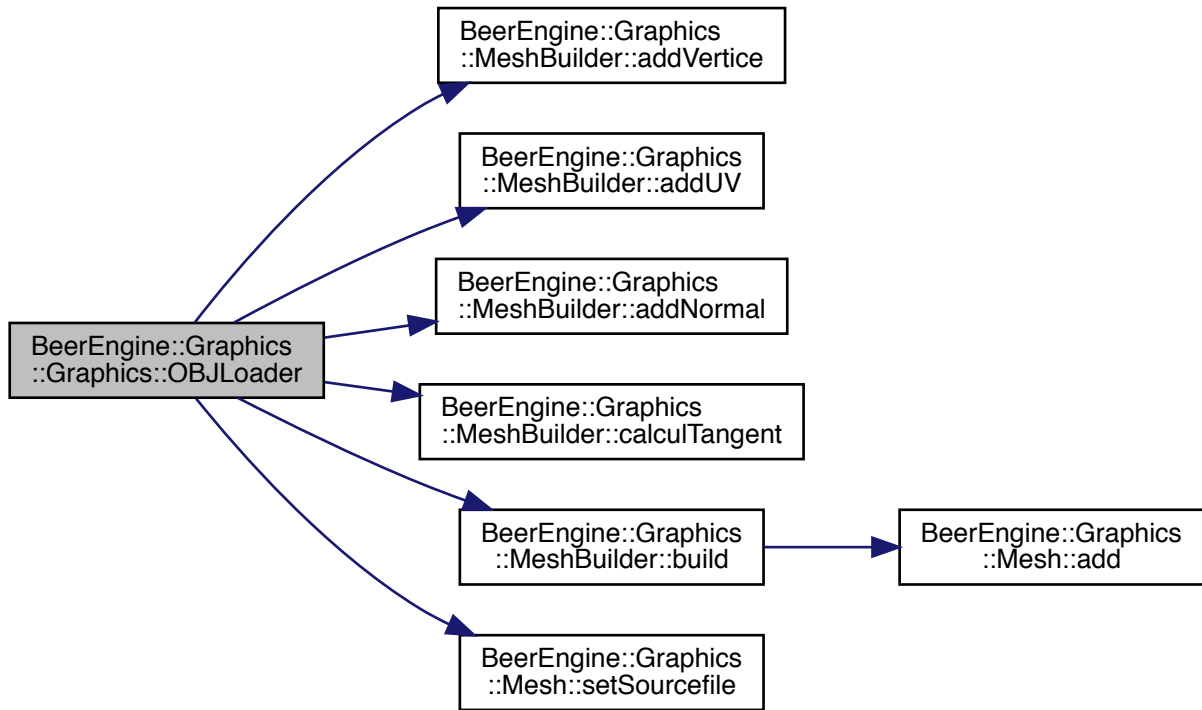 BeerEngine::Graphics
::MeshBuilder::addVertice
BeerEngine::Graphics
::MeshBuilder::addUV
BeerEngine::Graphics
::MeshBuilder::addNormal
BeerEngine::Graphics
::Graphics::OBJLoader
BeerEngine::Graphics
::MeshBuilder::calculTangent
BeerEngine::Graphics
::MeshBuilder::build
BeerEngine::Graphics
::Mesh::add
BeerEngine::Graphics
::Mesh::setSourcefile